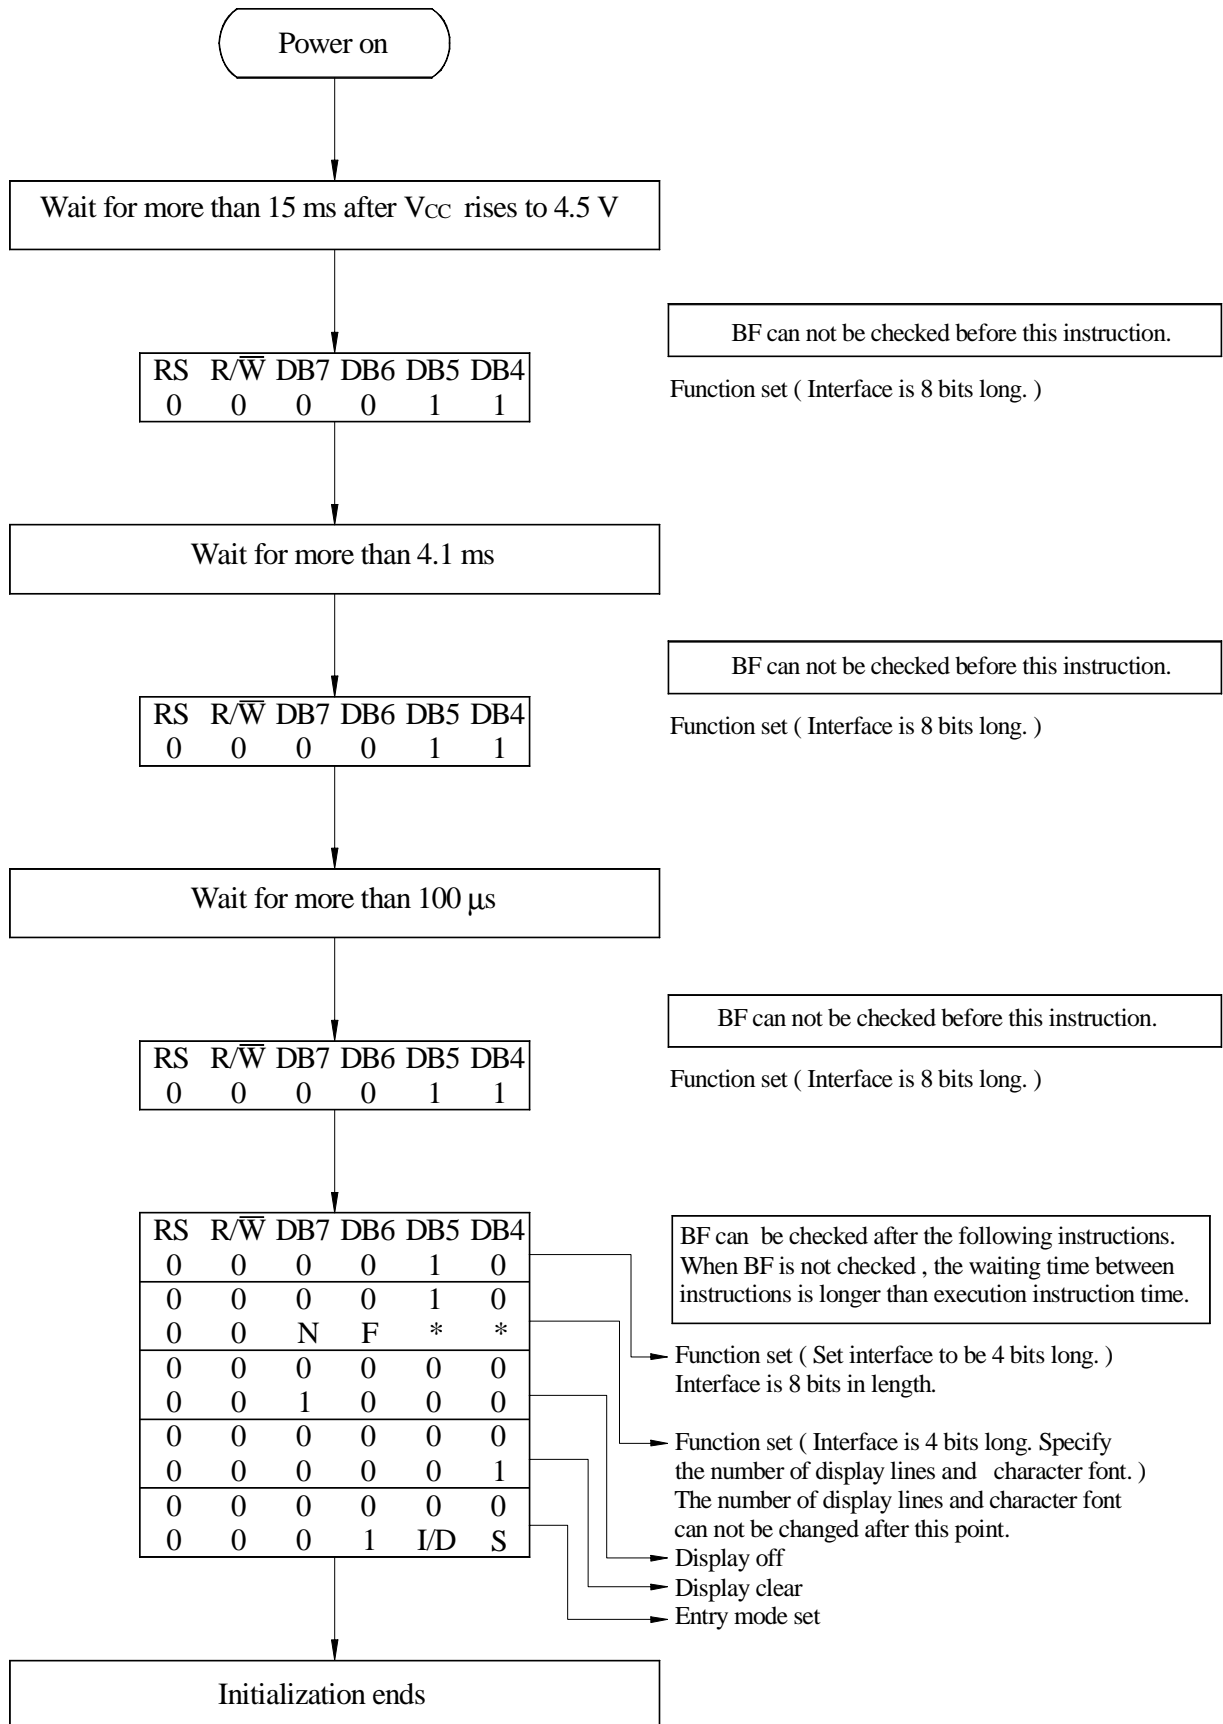 Power on
Wait for more than 15 ms after VCC rises to 4.5 V
BF can not be checked before this instruction.
RS R/W̅ DB7 DB6 DB5 DB4
0 0 0 0 1 1
Function set ( Interface is 8 bits long. )
Wait for more than 4.1 ms
BF can not be checked before this instruction.
RS R/W̅ DB7 DB6 DB5 DB4
0 0 0 0 1 1
Function set ( Interface is 8 bits long. )
Wait for more than 100 µs
BF can not be checked before this instruction.
RS R/W̅ DB7 DB6 DB5 DB4
0 0 0 0 1 1
Function set ( Interface is 8 bits long. )
RS R/W̅ DB7 DB6 DB5 DB4
0 0 0 0 1 0
0 0 0 0 1 0
0 0 N F * *
0 0 0 0 0 0
0 0 1 0 0 0
0 0 0 0 0 0
0 0 0 0 0 1
0 0 0 0 0 0
0 0 0 1 I/D S
BF can be checked after the following instructions.
When BF is not checked , the waiting time between
instructions is longer than execution instruction time.
Function set ( Set interface to be 4 bits long. )
Interface is 8 bits in length.
Function set ( Interface is 4 bits long. Specify
the number of display lines and character font. )
The number of display lines and character font
can not be changed after this point.
Display off
Display clear
Entry mode set
Initialization ends